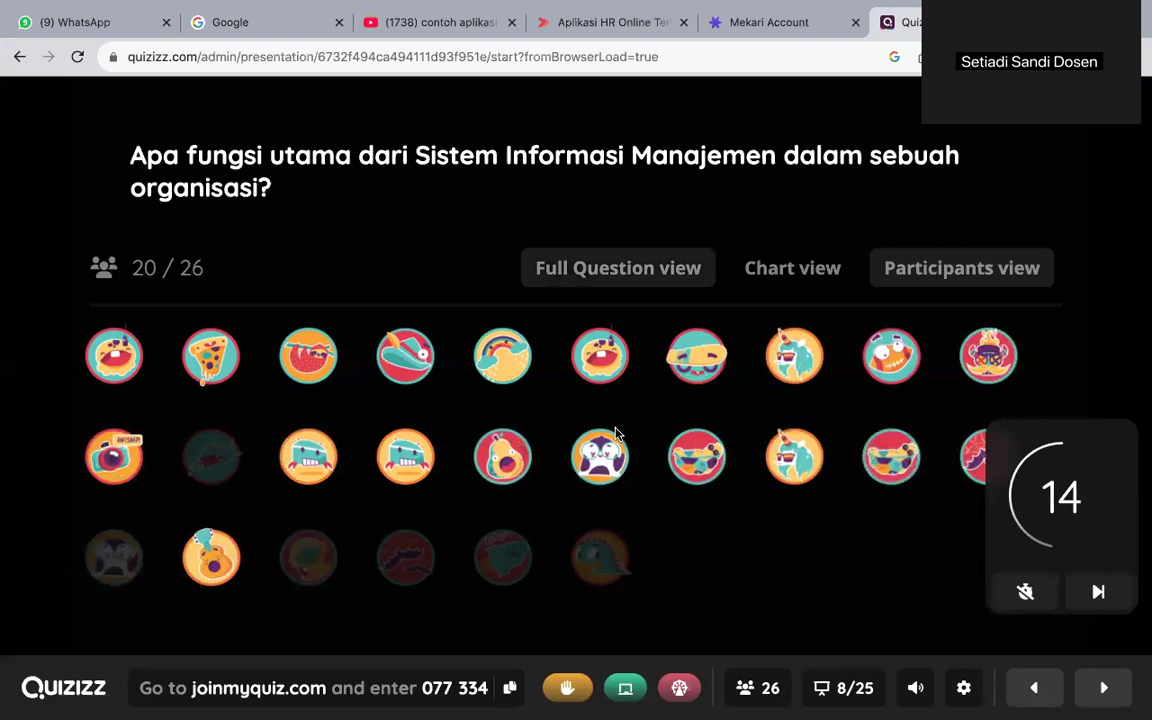 (9) WhatsApp
Google
(1738) contoh aplikas
Aplikasi HR Online Ter
Mekari Account
Quiz
quizizz.com/admin/presentation/6732f494ca494111d93f951e/start?fromBrowserLoad=true
Setiadi Sandi Dosen
Apa fungsi utama dari Sistem Informasi Manajemen dalam sebuah
organisasi?
20 / 26
Full Question view
Chart view
Participants view
14
Quizizz
Go to joinmyquiz.com and enter 077 334
26
8/25